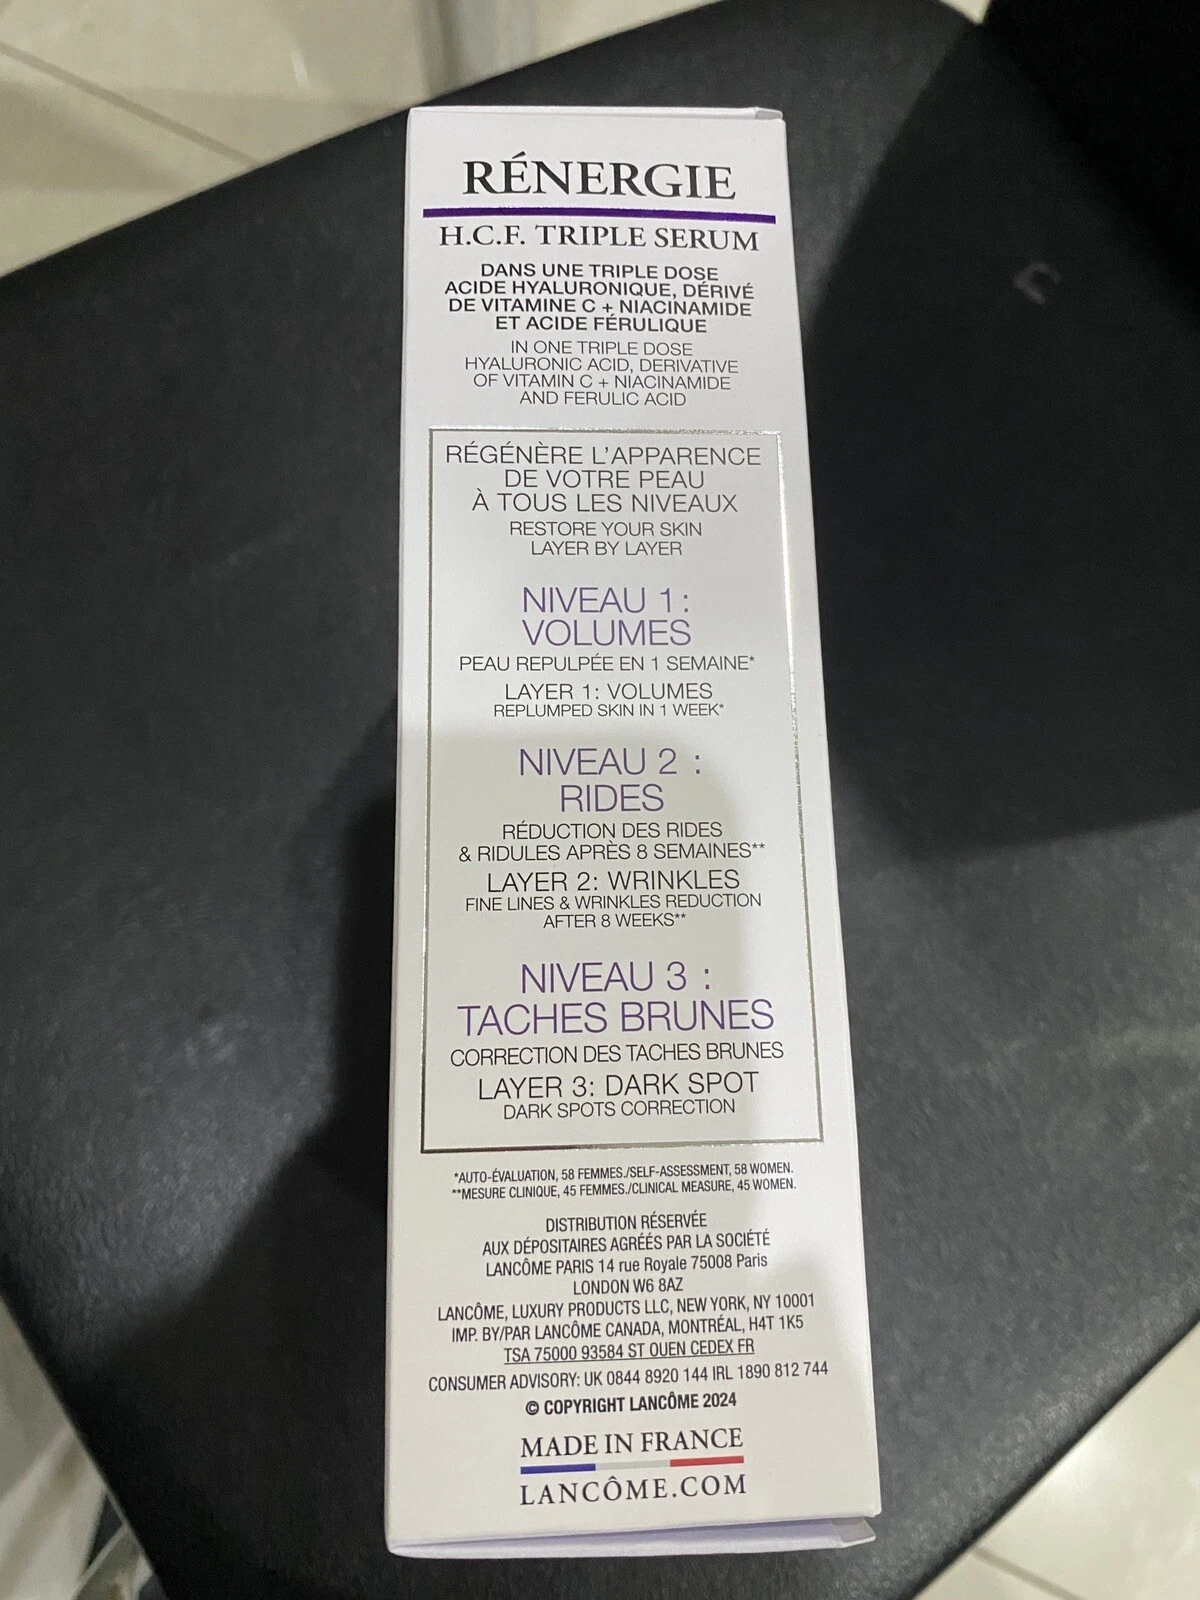 RÉNERGIE
H.C.F. TRIPLE SERUM
DANS UNE TRIPLE DOSE
ACIDE HYALURONIQUE, DÉRIVÉ
DE VITAMINE C + NIACINAMIDE
ET ACIDE FÉRULIQUE
IN ONE TRIPLE DOSE
HYALURONIC ACID, DERIVATIVE
OF VITAMIN C + NIACINAMIDE
AND FERULIC ACID
RÉGÉNÈRE L'APPARENCE
DE VOTRE PEAU
À TOUS LES NIVEAUX
RESTORE YOUR SKIN
LAYER BY LAYER
NIVEAU 1 :
VOLUMES
PEAU REPULPÉE EN 1 SEMAINE*
LAYER 1: VOLUMES
REPLUMPED SKIN IN 1 WEEK*
NIVEAU 2 :
RIDES
RÉDUCTION DES RIDES
& RIDULES APRÈS 8 SEMAINES**
LAYER 2: WRINKLES
FINE LINES & WRINKLES REDUCTION
AFTER 8 WEEKS**
NIVEAU 3 :
TACHES BRUNES
CORRECTION DES TACHES BRUNES
LAYER 3: DARK SPOT
DARK SPOTS CORRECTION
*AUTO-ÉVALUATION, 58 FEMMES./SELF-ASSESSMENT, 58 WOMEN.
**MESURE CLINIQUE, 45 FEMMES./CLINICAL MEASURE, 45 WOMEN.
DISTRIBUTION RÉSERVÉE
AUX DÉPOSITAIRES AGRÉÉS PAR LA SOCIÉTÉ
LANCÔME PARIS 14 rue Royale 75008 Paris
LONDON W6 8AZ
LANCÔME, LUXURY PRODUCTS LLC, NEW YORK, NY 10001
IMP. BY/PAR LANCÔME CANADA, MONTRÉAL, H4T 1K5
TSA 75000 93584 ST OUEN CEDEX FR
CONSUMER ADVISORY: UK 0844 8920 144 IRL 1890 812 744
© COPYRIGHT LANCÔME 2024
MADE IN FRANCE
LANCÔME.COM